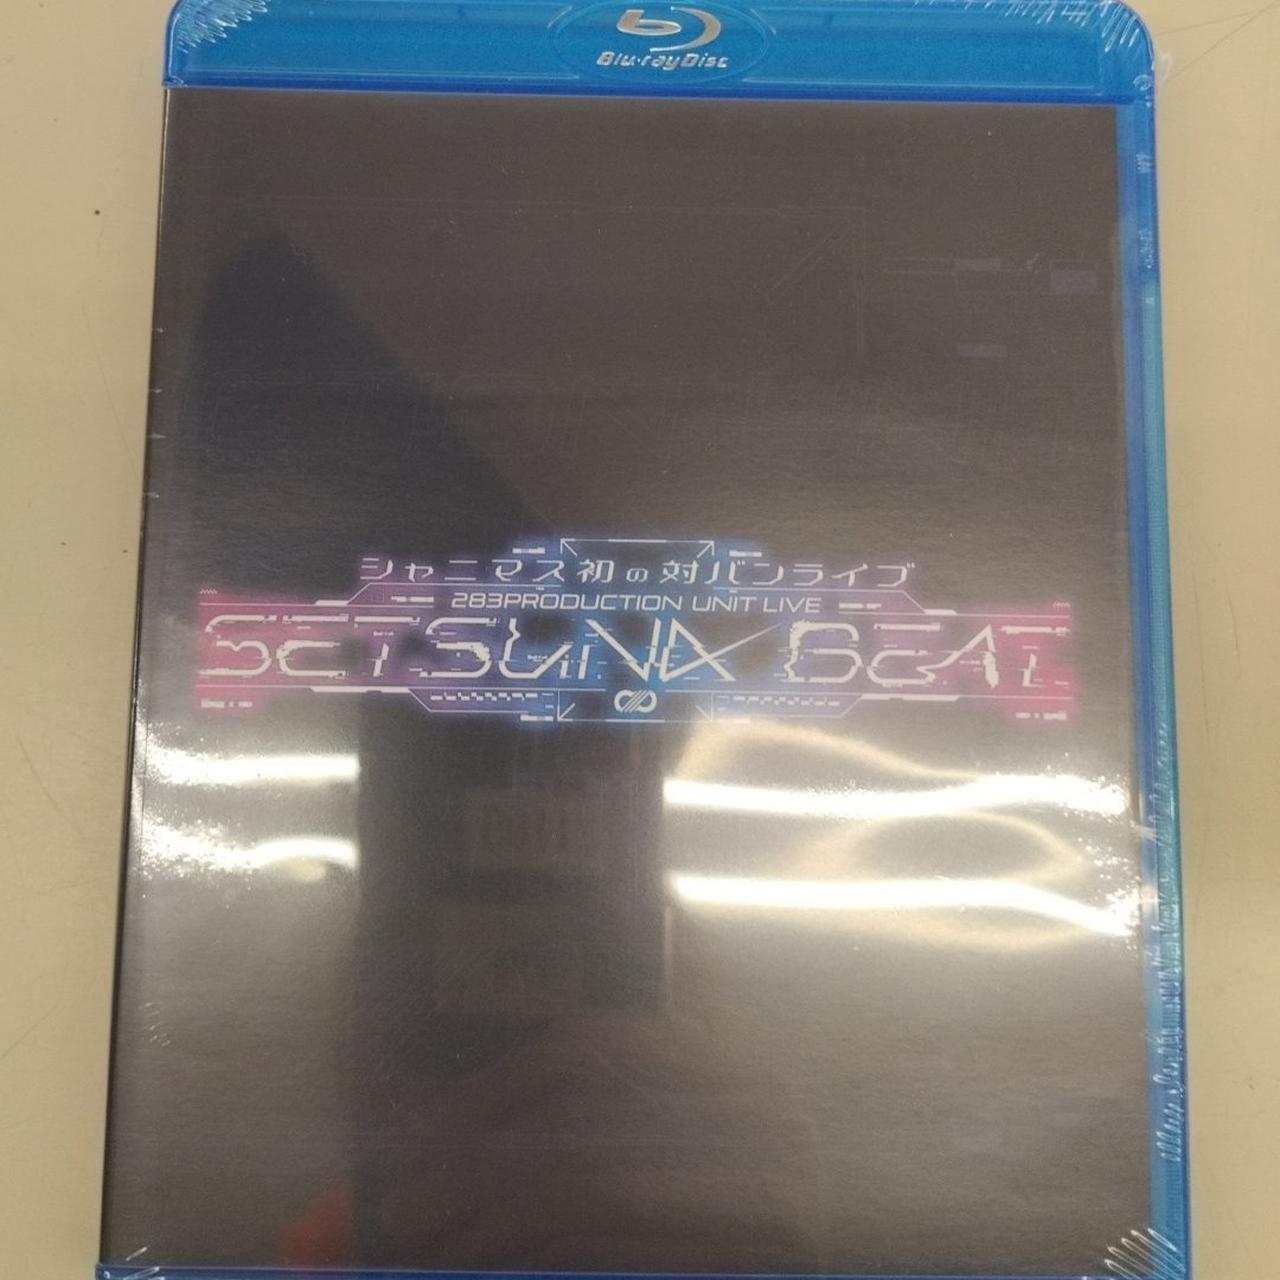 Blu-ray Disc
シャニマス初の対バンライブ
283PRODUCTION UNIT LIVE
SETSUNA BEAT